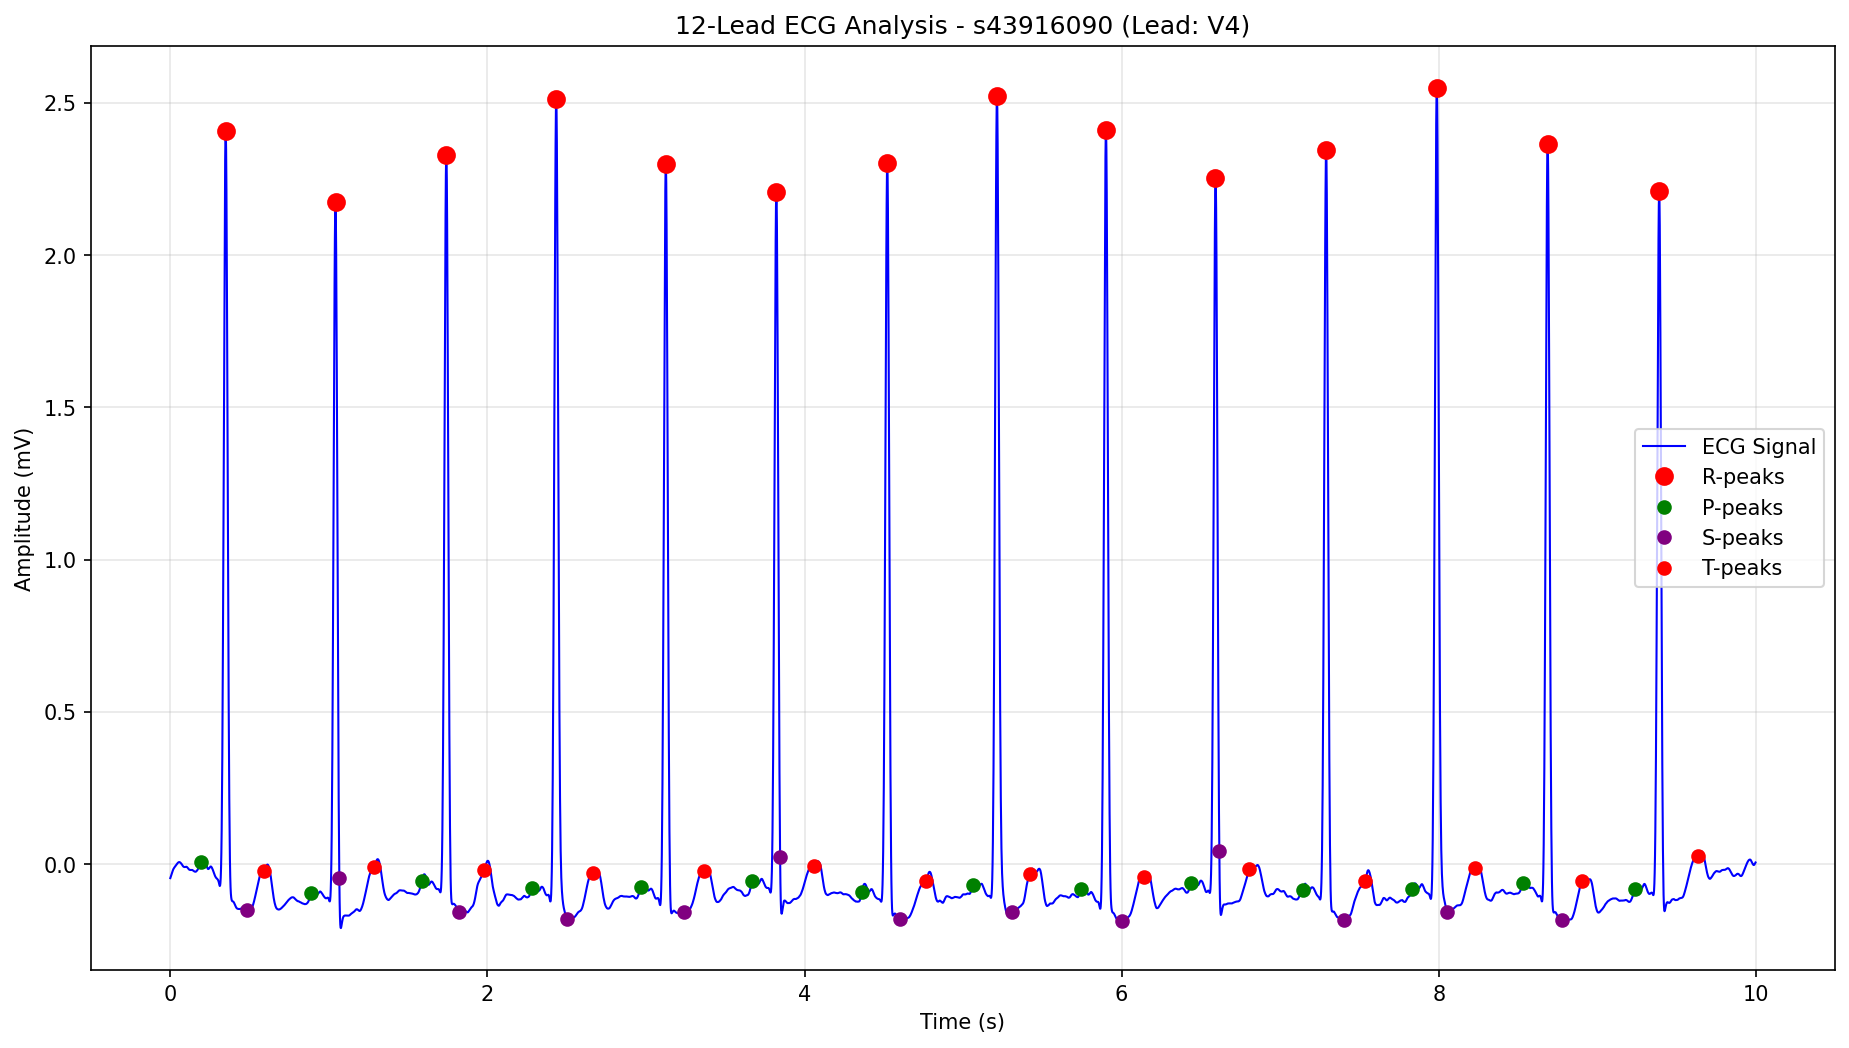 12-Lead ECG Analysis - s43916090 (Lead: V4)
Amplitude (mV)
2.5
2.0
1.5
1.0
0.5
0.0
ECG Signal
R-peaks
P-peaks
S-peaks
T-peaks
0 2 4 6 8 10
Time (s)